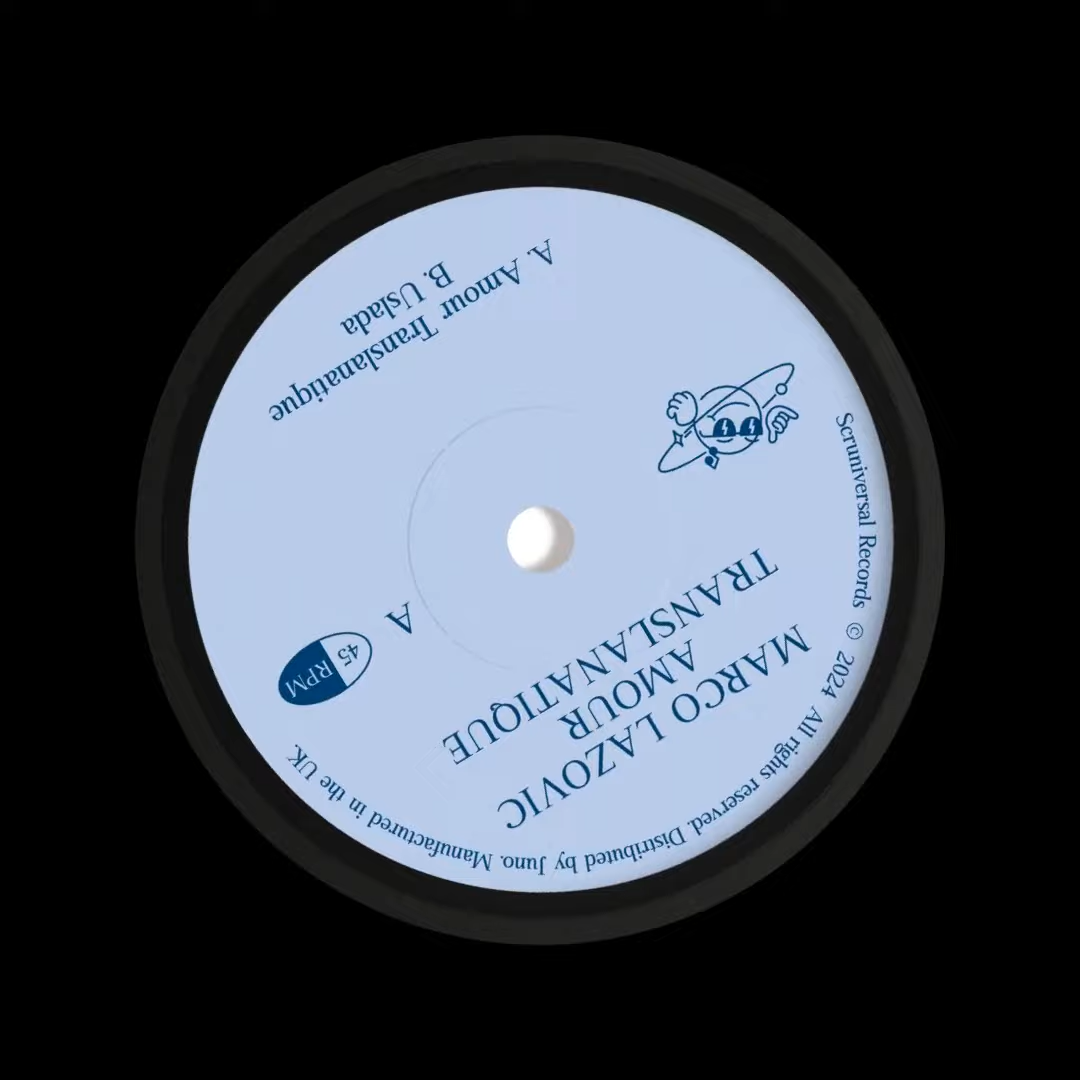 MARCO LAZOVIC
AMOUR
TRANSLANATIQUE
A
45
RPM
A. Amour Translanatique
B. Uslada
Scruniversal Records © 2024 All rights reserved. Distributed by Juno. Manufactured in the UK.